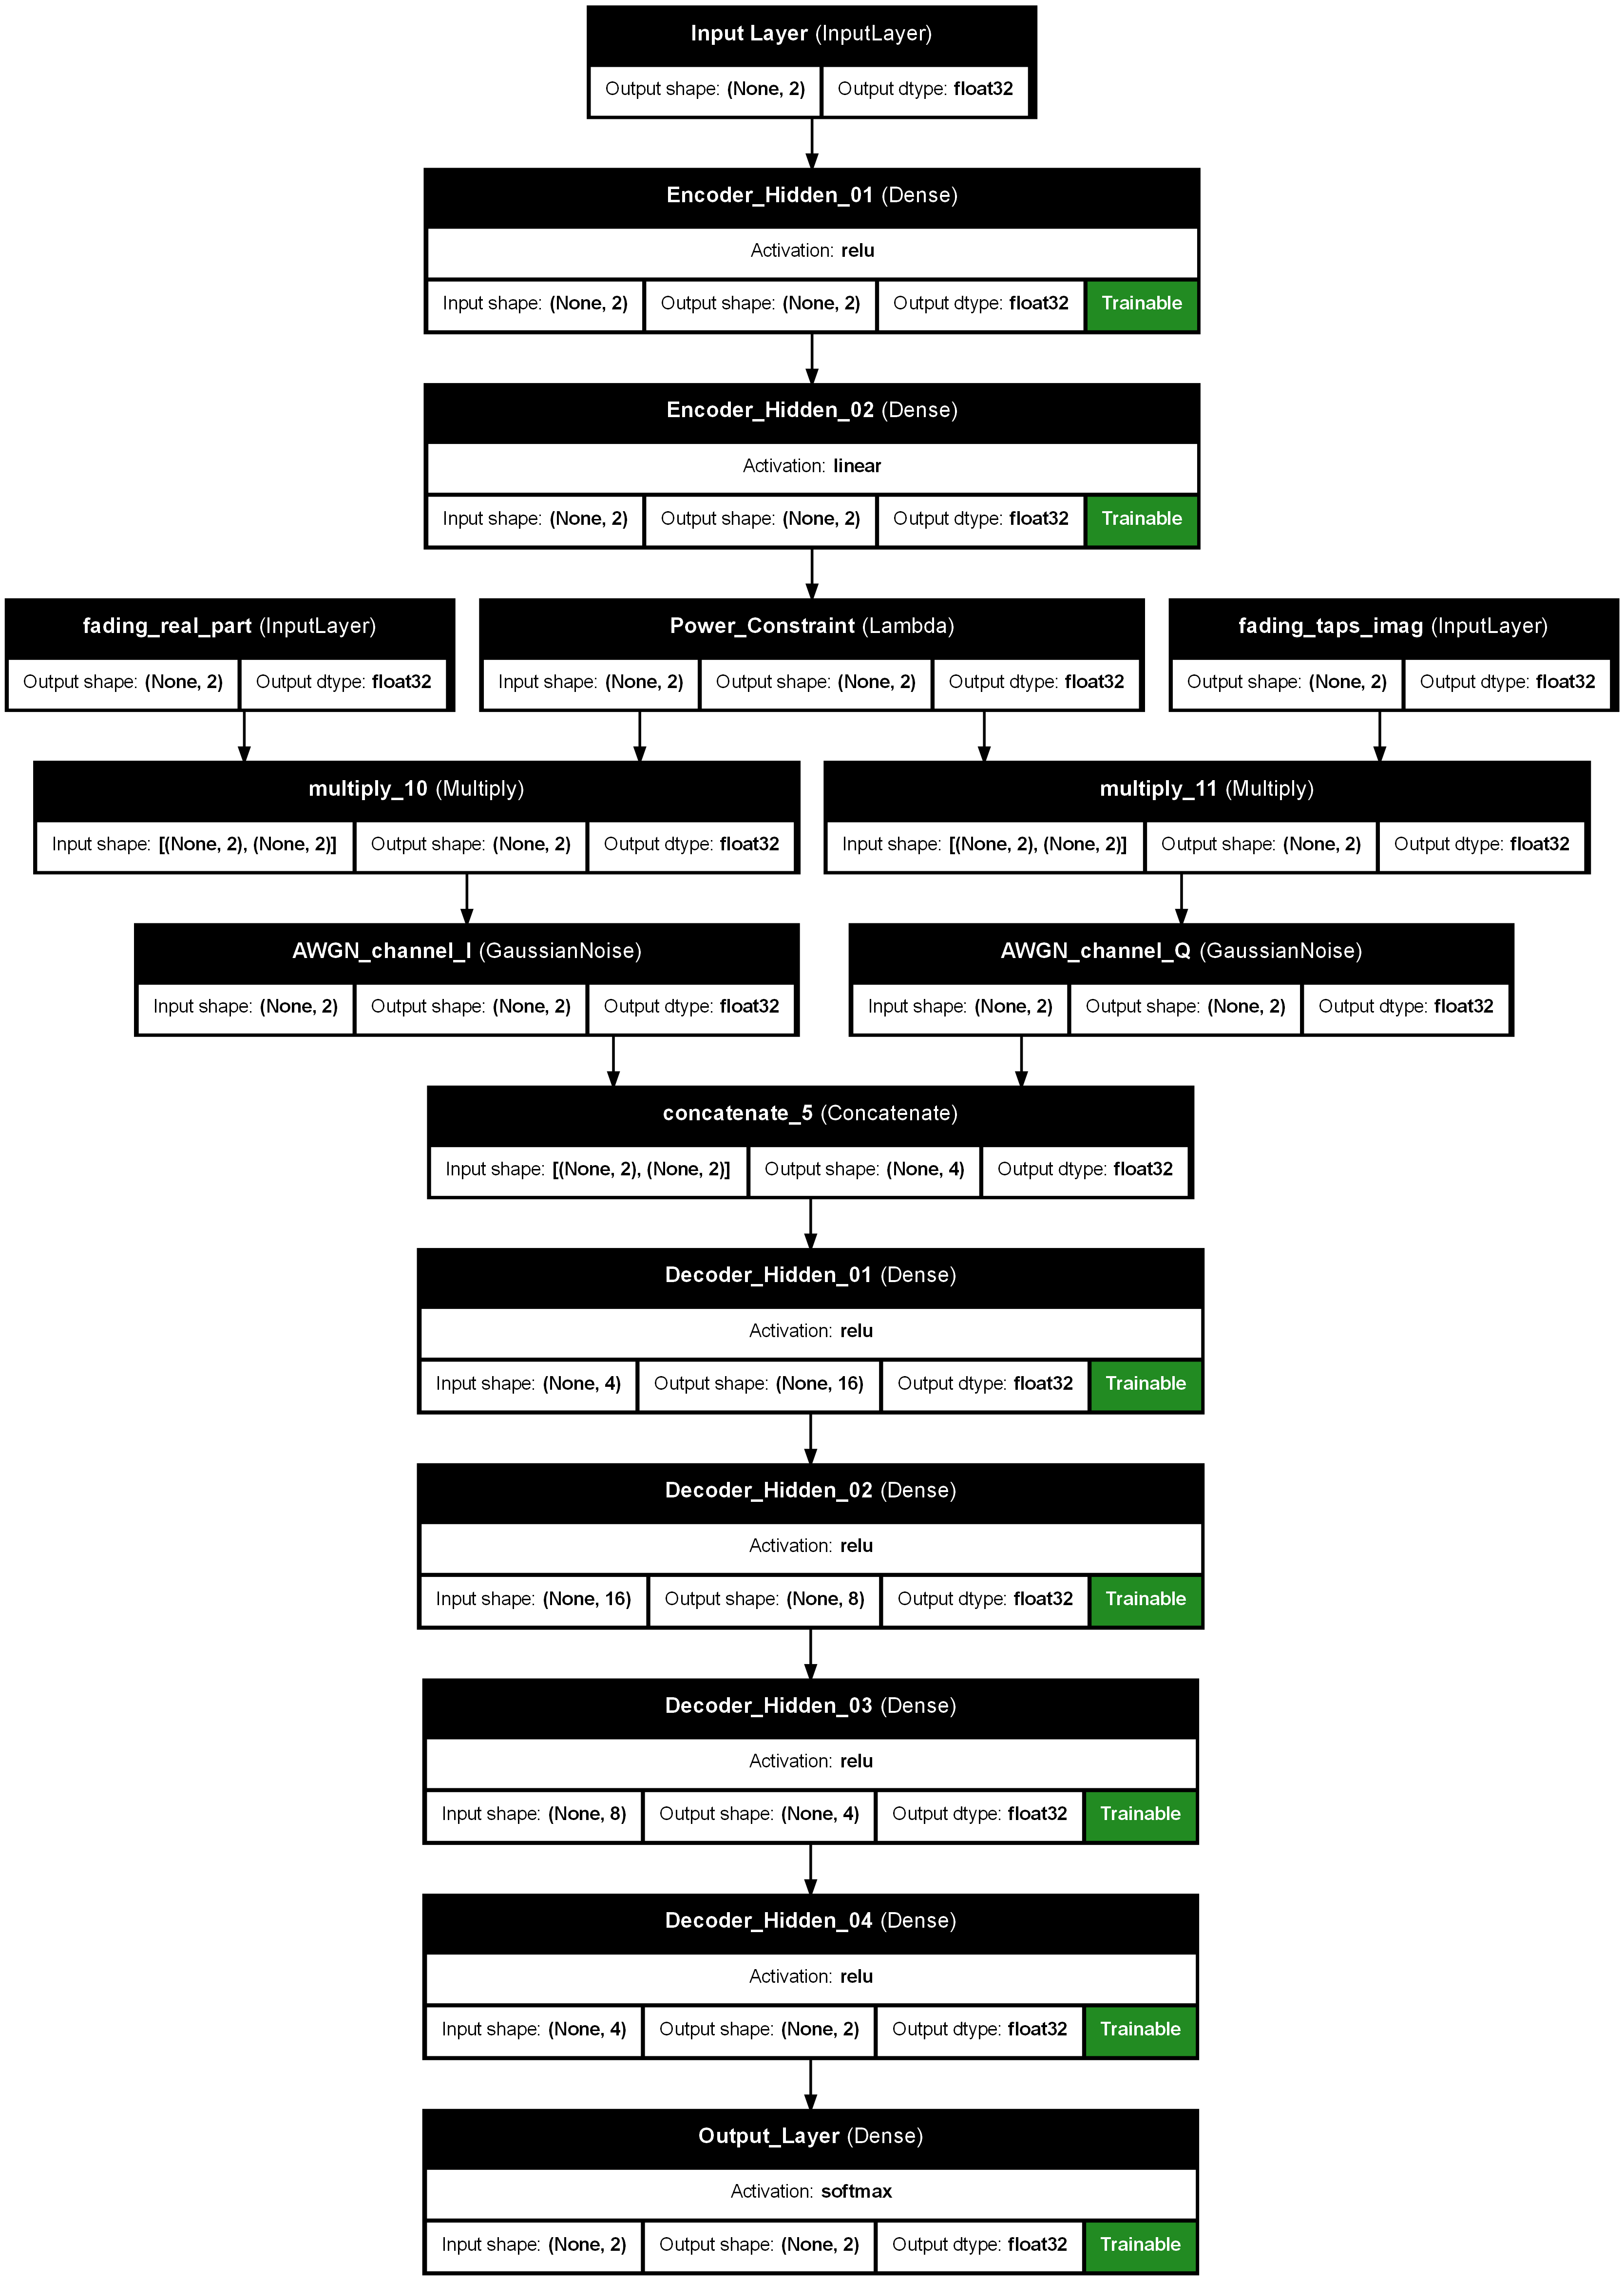 Input Layer (InputLayer)
Output shape: (None, 2) Output dtype: float32
Encoder_Hidden_01 (Dense)
Activation: relu
Input shape: (None, 2) Output shape: (None, 2) Output dtype: float32 Trainable
Encoder_Hidden_02 (Dense)
Activation: linear
Input shape: (None, 2) Output shape: (None, 2) Output dtype: float32 Trainable
fading_real_part (InputLayer)
Output shape: (None, 2) Output dtype: float32
Power_Constraint (Lambda)
Input shape: (None, 2) Output shape: (None, 2) Output dtype: float32
fading_taps_imag (InputLayer)
Output shape: (None, 2) Output dtype: float32
multiply_10 (Multiply)
Input shape: [(None, 2), (None, 2)] Output shape: (None, 2) Output dtype: float32
multiply_11 (Multiply)
Input shape: [(None, 2), (None, 2)] Output shape: (None, 2) Output dtype: float32
AWGN_channel_I (GaussianNoise)
Input shape: (None, 2) Output shape: (None, 2) Output dtype: float32
AWGN_channel_Q (GaussianNoise)
Input shape: (None, 2) Output shape: (None, 2) Output dtype: float32
concatenate_5 (Concatenate)
Input shape: [(None, 2), (None, 2)] Output shape: (None, 4) Output dtype: float32
Decoder_Hidden_01 (Dense)
Activation: relu
Input shape: (None, 4) Output shape: (None, 16) Output dtype: float32 Trainable
Decoder_Hidden_02 (Dense)
Activation: relu
Input shape: (None, 16) Output shape: (None, 8) Output dtype: float32 Trainable
Decoder_Hidden_03 (Dense)
Activation: relu
Input shape: (None, 8) Output shape: (None, 4) Output dtype: float32 Trainable
Decoder_Hidden_04 (Dense)
Activation: relu
Input shape: (None, 4) Output shape: (None, 2) Output dtype: float32 Trainable
Output_Layer (Dense)
Activation: softmax
Input shape: (None, 2) Output shape: (None, 2) Output dtype: float32 Trainable